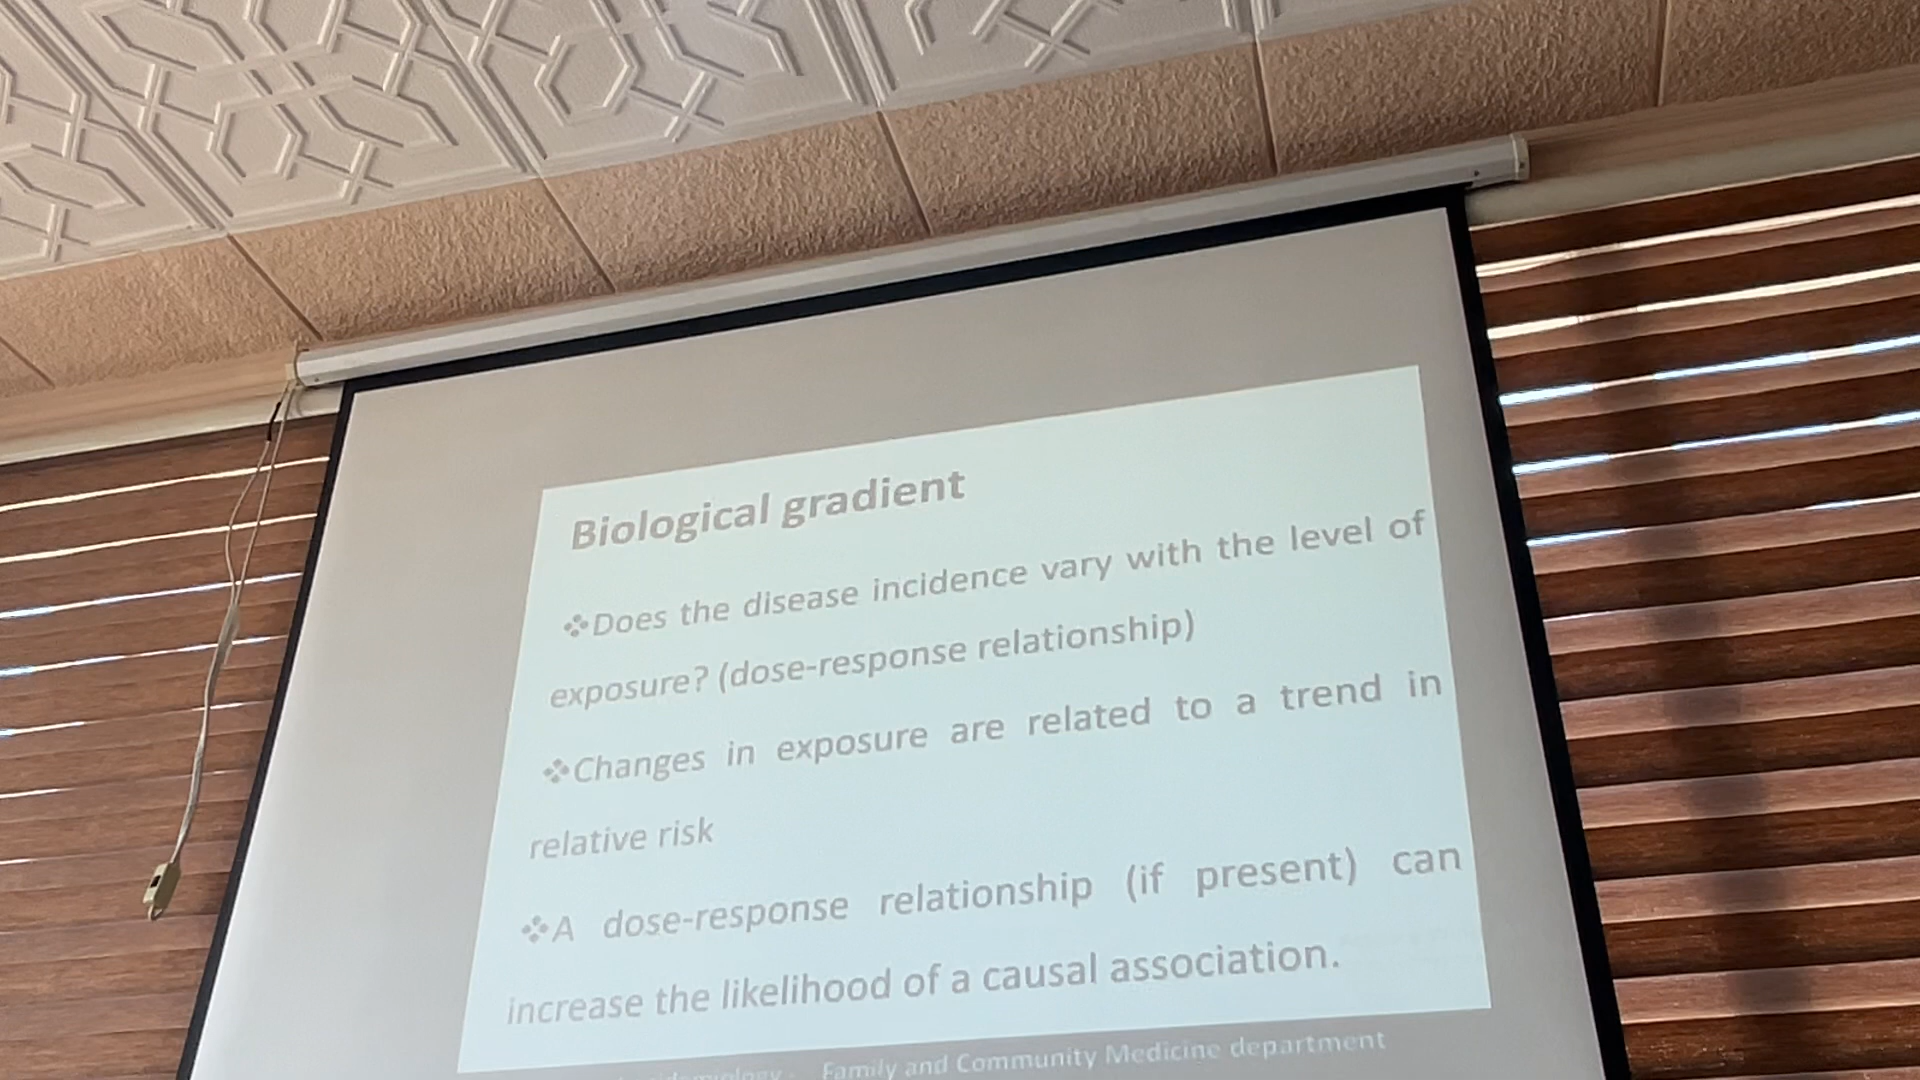 Biological gradient
❖Does the disease incidence vary with the level of
exposure? (dose-response relationship)
❖Changes in exposure are related to a trend in
relative risk
❖A dose-response relationship (if present) can
increase the likelihood of a causal association.
Family and Community Medicine department